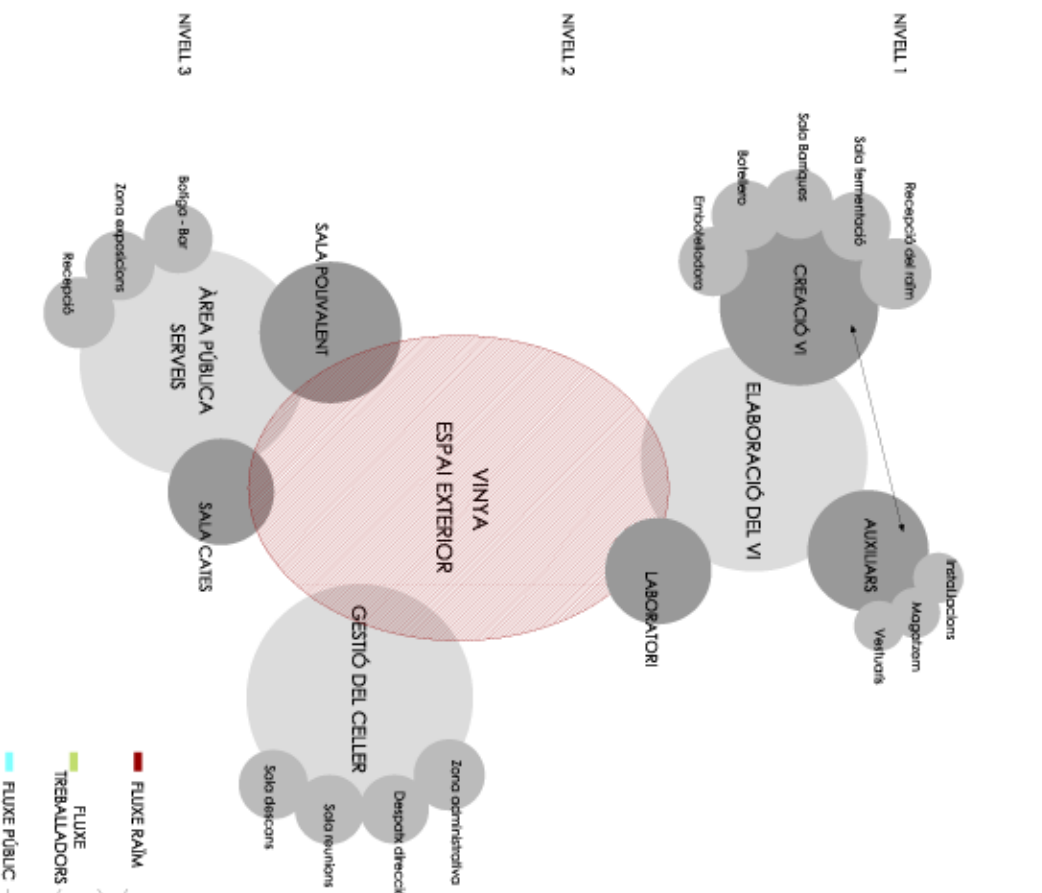 NIVELL 1
Recepció del raïm
Sala fermentació
Sala Barriques
Botellero
Embotelladora
CREACIÓ VI
ELABORACIÓ DEL VI
AUXILIARS
Instal·lacions
Magatzem
Vestuaris
LABORATORI
NIVELL 2
VINYA
ESPAI EXTERIOR
GESTIÓ DEL CELLER
Zona administrativa
Despatx direcci
Sala reunions
Sala descans
NIVELL 3
SALA POLIVALENT
ÀREA PÚBLICA
SERVEIS
Botiga - Bar
Zona exposicions
Recepció
SALA CATES
FLUXE RAÏM
FLUXE
TREBALLADORS
FLUXE PÚBLIC